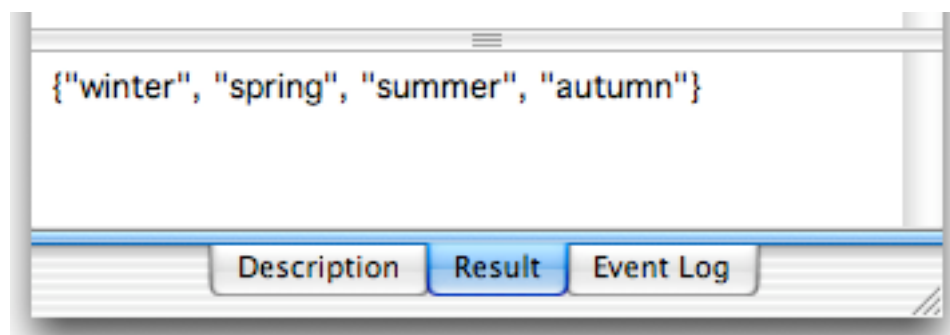 {"winter", "spring", "summer", "autumn"}
Description Result Event Log